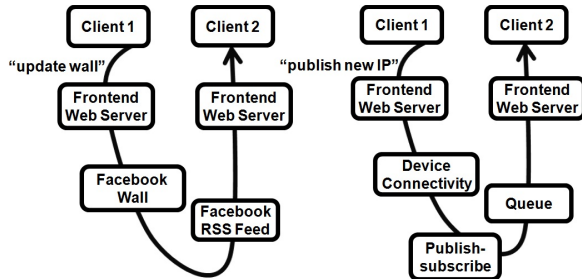 Client 1
Client 2
“update wall”
Frontend
Web Server
Frontend
Web Server
Facebook
Wall
Facebook
RSS Feed
Client 1
Client 2
“publish new IP”
Frontend
Web Server
Frontend
Web Server
Device
Connectivity
Queue
Publish-
subscribe